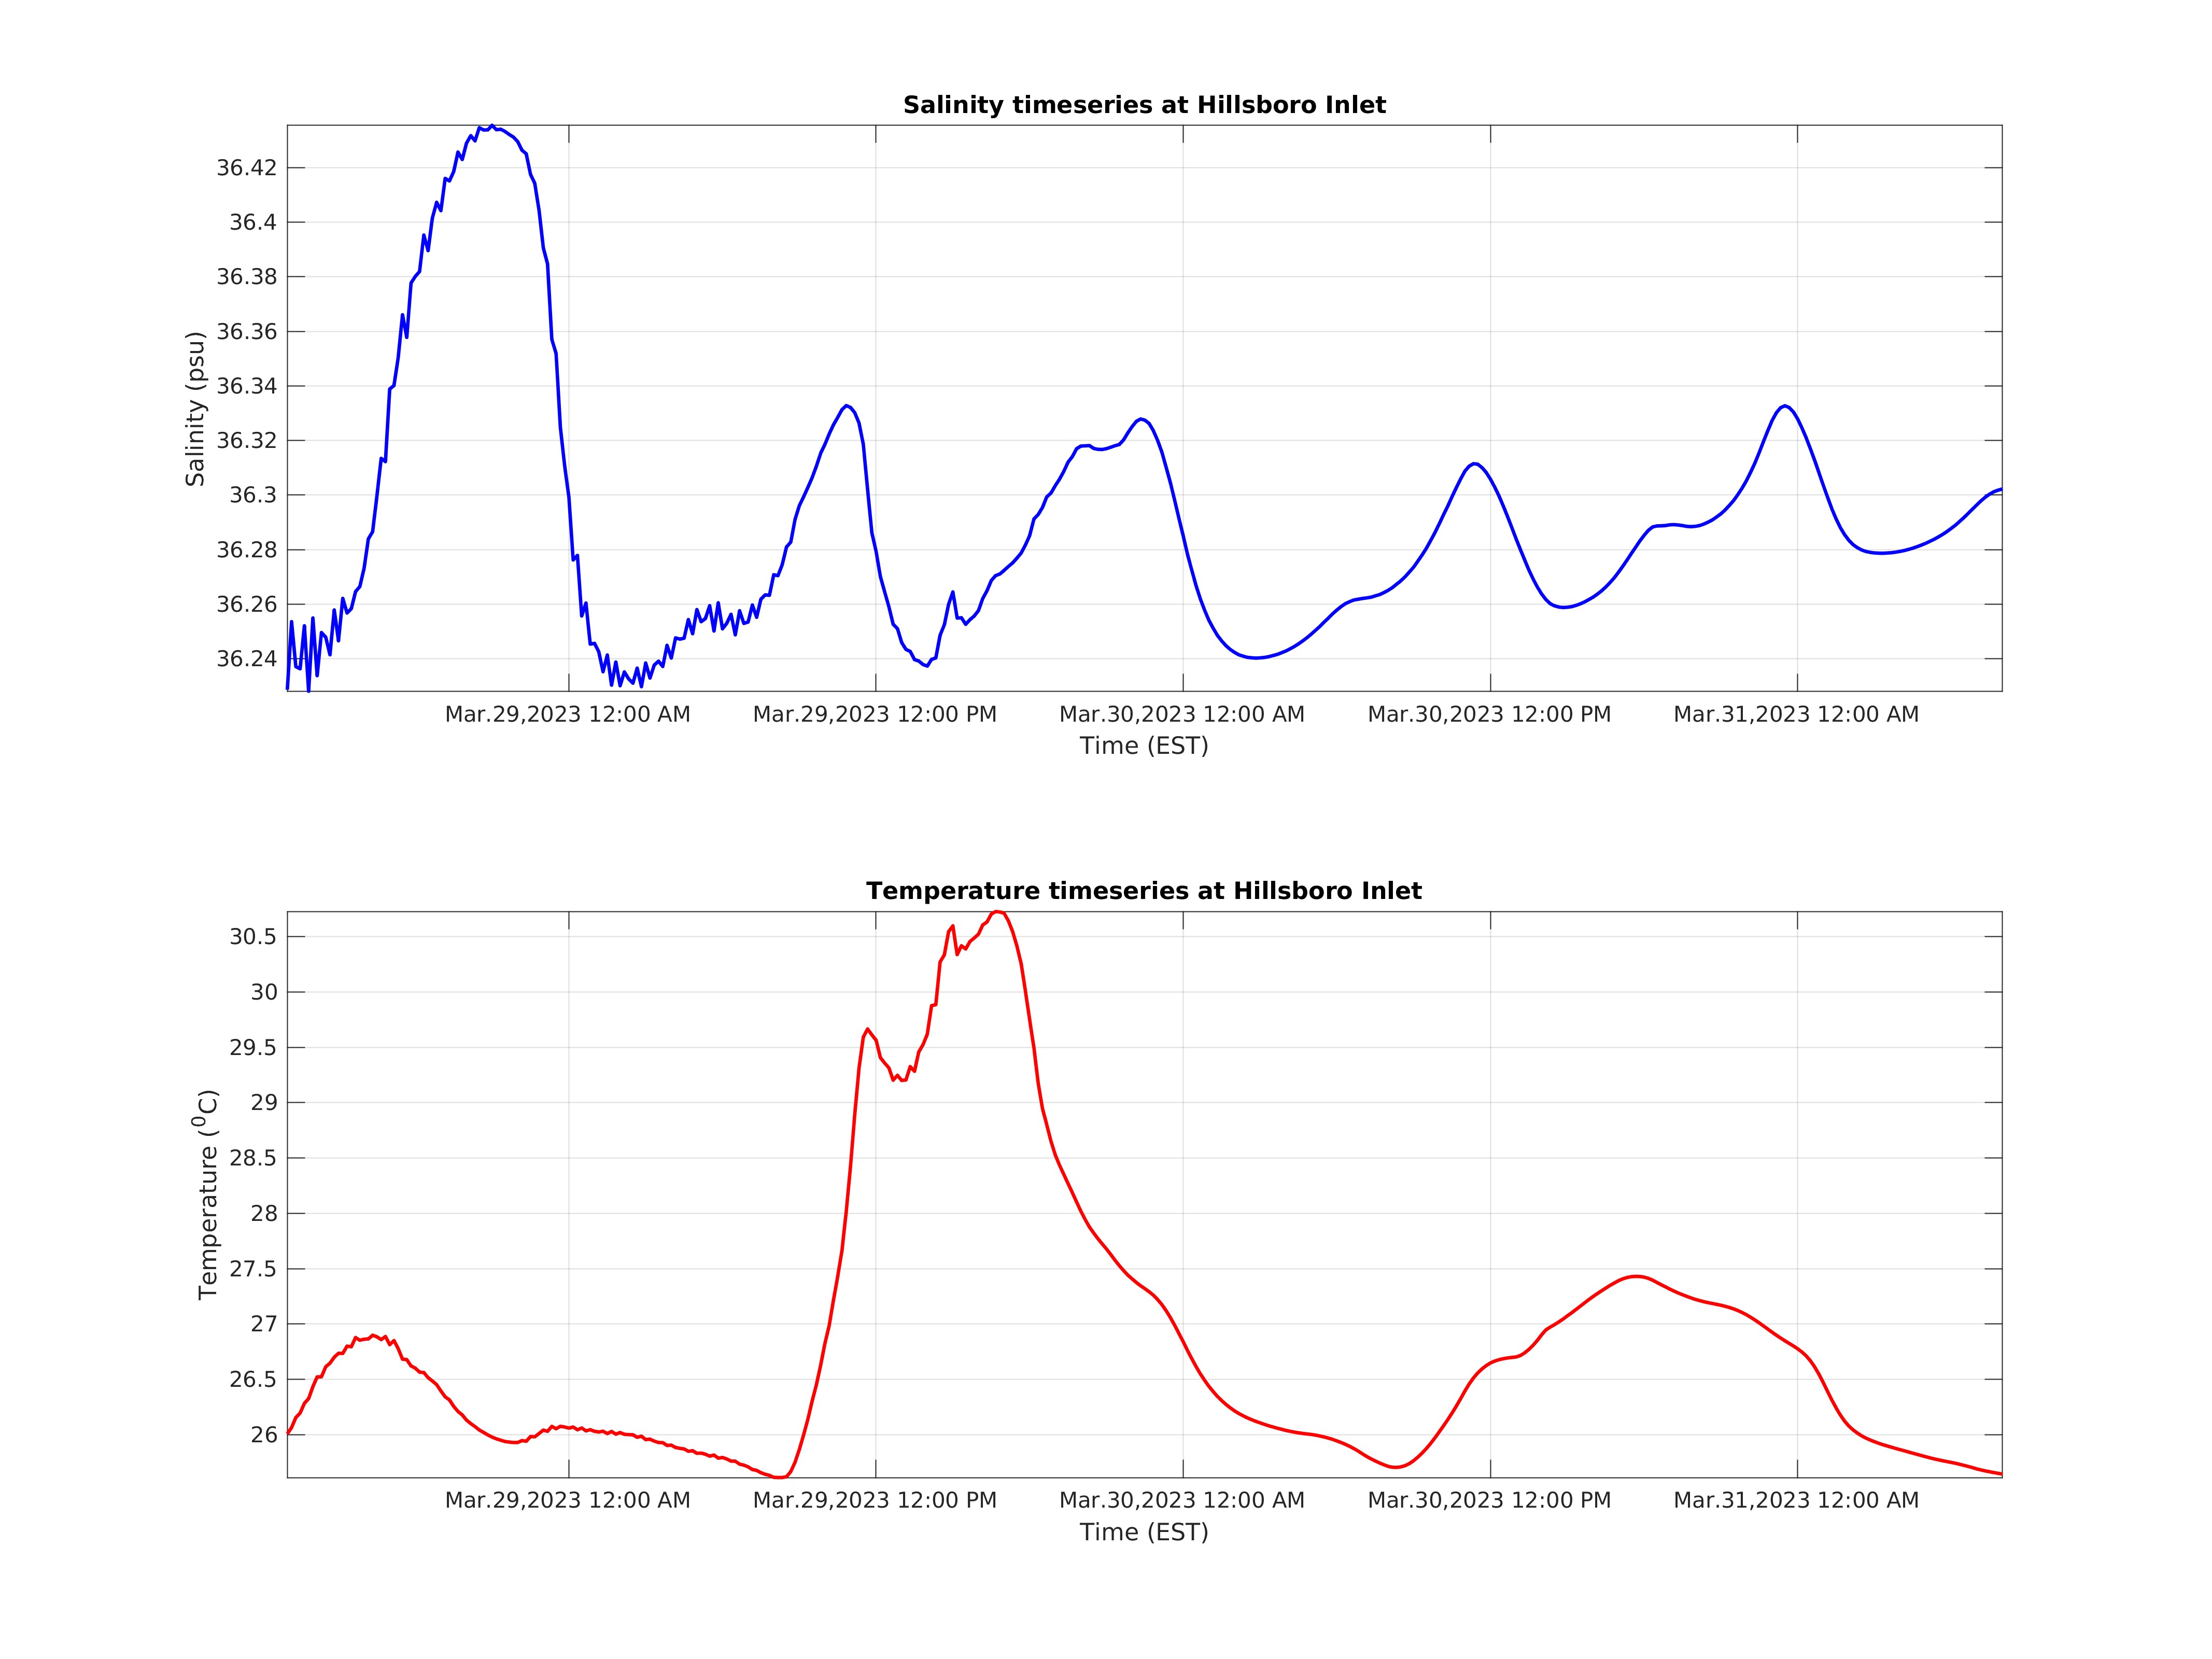 Salinity timeseries at Hillsboro Inlet
Salinity (psu)
36.42
36.4
36.38
36.36
36.34
36.32
36.3
36.28
36.26
36.24
Mar.29,2023 12:00 AM
Mar.29,2023 12:00 PM
Mar.30,2023 12:00 AM
Mar.30,2023 12:00 PM
Mar.31,2023 12:00 AM
Time (EST)
Temperature timeseries at Hillsboro Inlet
Temperature (⁰C)
30.5
30
29.5
29
28.5
28
27.5
27
26.5
26
Mar.29,2023 12:00 AM
Mar.29,2023 12:00 PM
Mar.30,2023 12:00 AM
Mar.30,2023 12:00 PM
Mar.31,2023 12:00 AM
Time (EST)